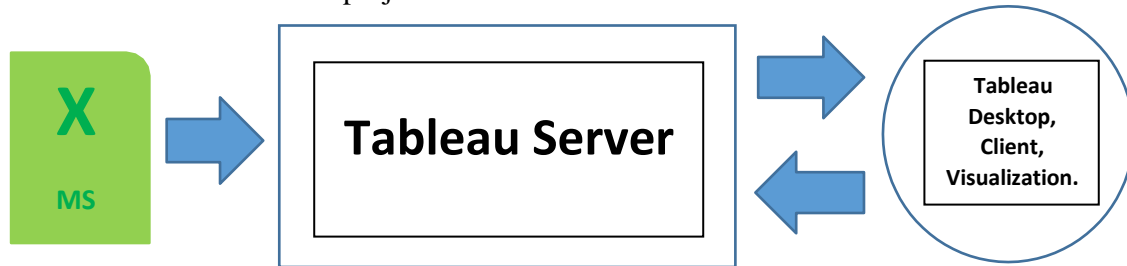 X
MS
Tableau Server
Tableau
Desktop,
Client,
Visualization.